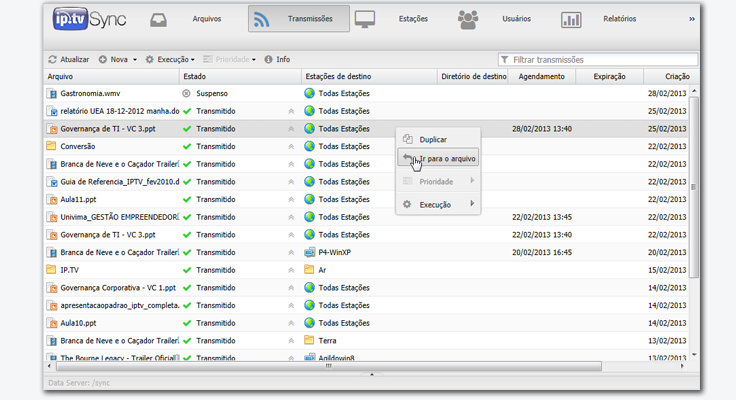 ip.tv Sync Arquivos Transmissões Estações Usuários Relatórios »
Atualizar Nova Execução Prioridade Info Filtrar transmissões
Arquivo Estado Estações de destino Diretório de destino Agendamento Expiração Criação
Gastronomia.wmv Suspenso Todas Estações 28/02/2013
relatório UEA 18-12-2012 manha.do Transmitido Todas Estações 25/02/2013
Governança de TI - VC 3.ppt Transmitido Todas Estações 28/02/2013 13:40 25/02/2013
Duplicar
Conversão Transmitido Todas Estações 22/02/2013
Ir para o arquivo
Branca de Neve e o Caçador Trailer Transmitido Todas Estações 22/02/2013
Guia de Referencia_IPTV_fev2010.d Transmitido Todas Estações 22/02/2013
Prioridade
Aula11.ppt Transmitido Todas Estações 22/02/2013
Execução
Univima_GESTÃO EMPREENDEDOR Transmitido Todas Estações 22/02/2013 13:45 22/02/2013
Governança de TI - VC 3.ppt Transmitido Todas Estações 22/02/2013 13:40 22/02/2013
Branca de Neve e o Caçador Trailer Transmitido P4-WinXP 20/02/2013 16:45 20/02/2013
IP.TV Transmitido Ar 15/02/2013
Governança Corporativa - VC 1.ppt Transmitido Todas Estações 14/02/2013
apresentacaopadrao_iptv_completa. Transmitido Todas Estações 14/02/2013
Aula10.ppt Transmitido Todas Estações 14/02/2013
Branca de Neve e o Caçador Trailer Transmitido Terra 13/02/2013
The Bourne Legacy - Trailer Oficial Transmitido Agildowin8 13/02/2013
Data Server: /sync